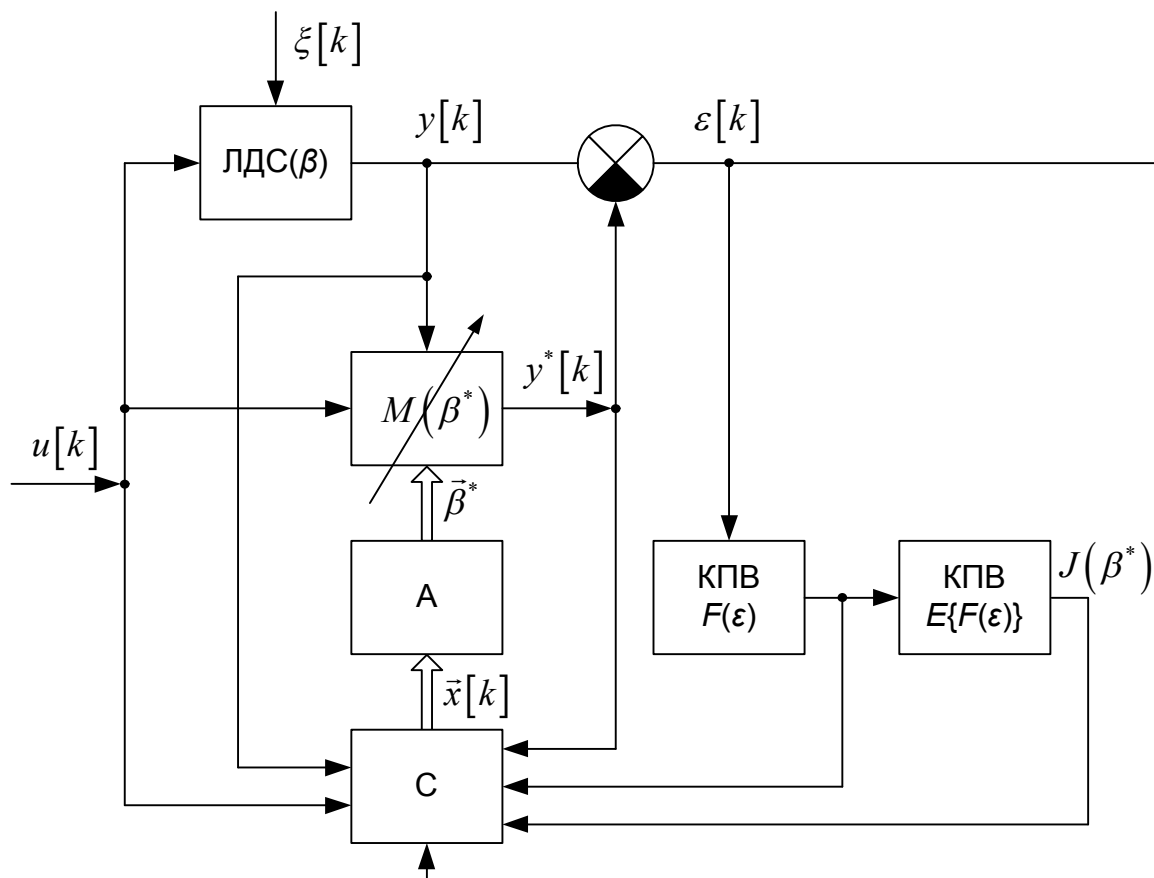 ξ[k]
ЛДС(β)
y[k]
ε[k]
M(β*)
y*[k]
u[k]
β⃗*
А
КПВ
F(ε)
КПВ
E{F(ε)}
J(β*)
x⃗[k]
С